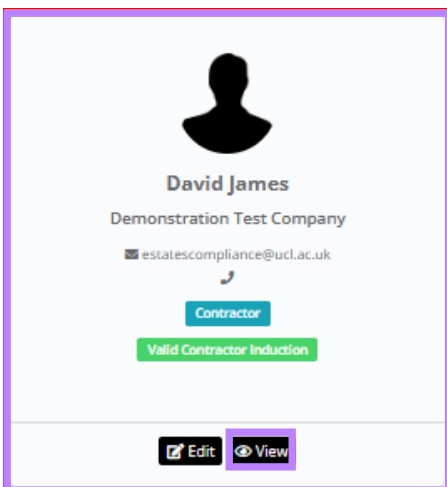 David James
Demonstration Test Company
estatescompliance@ucl.ac.uk
Contractor
Valid Contractor Induction
Edit View